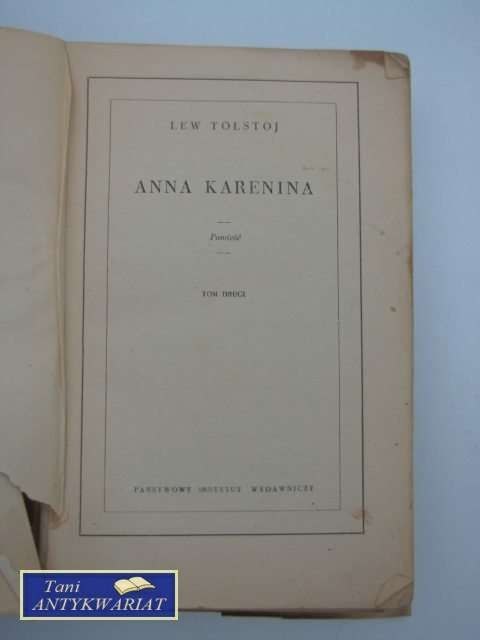 LEW TOŁSTOJ
ANNA KARENINA
Powieść
TOM DRUGI
PAŃSTWOWY INSTYTUT WYDAWNICZY
Tani
ANTYKWARIAT